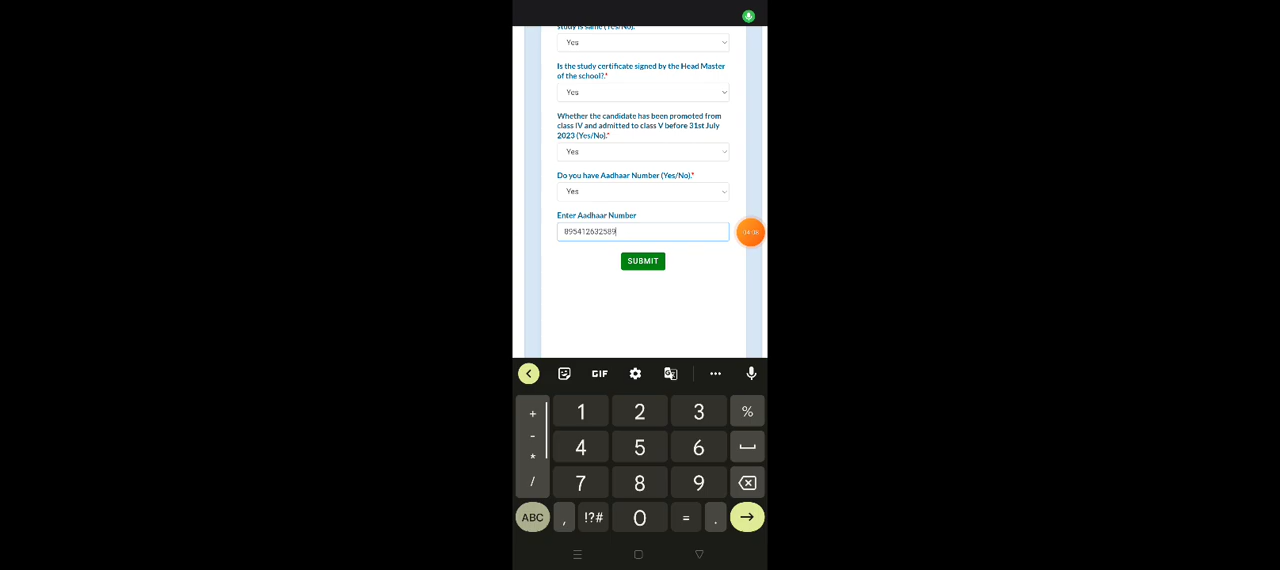 study is same (Yes/No).*
Yes
Is the study certificate signed by the Head Master
of the school?.*
Yes
Whether the candidate has been promoted from
class IV and admitted to class V before 31st July
2023 (Yes/No).*
Yes
Do you have Aadhaar Number (Yes/No).*
Yes
Enter Aadhaar Number
895412632589
SUBMIT
GIF
+ 1 2 3 %
- 4 5 6
*
/ 7 8 9
ABC , !?# 0 = .